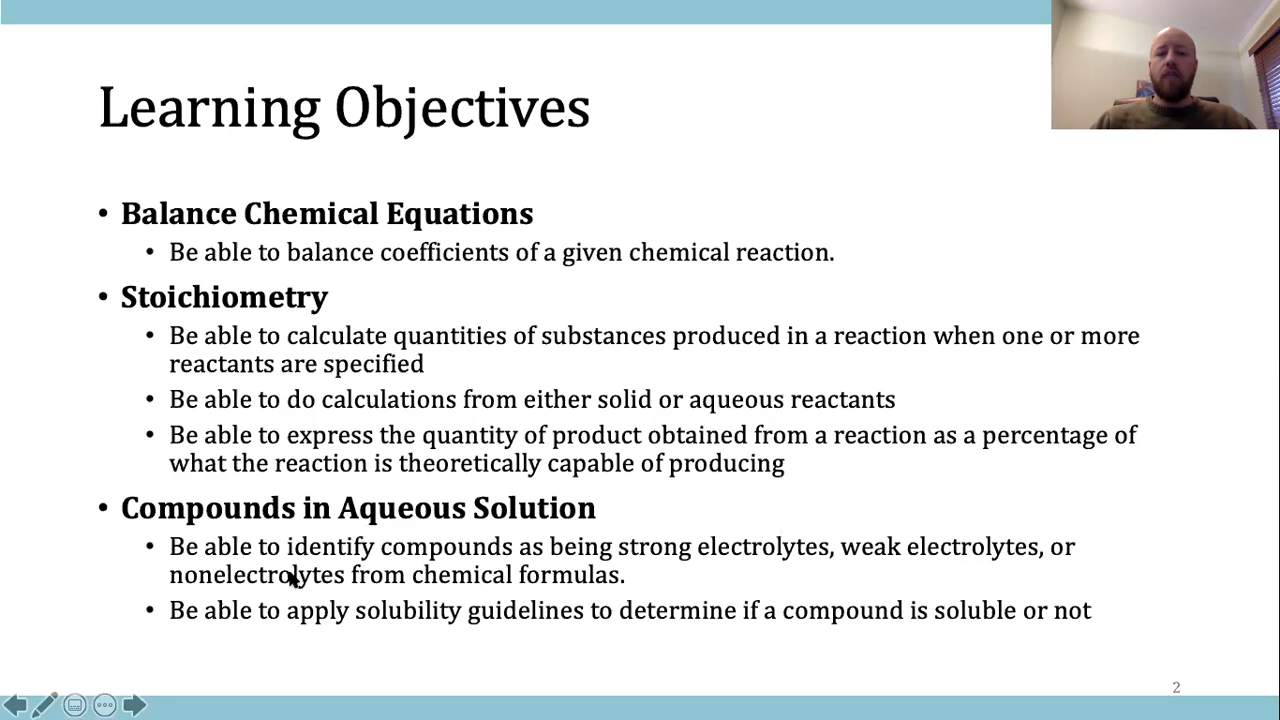 Learning Objectives
• Balance Chemical Equations
• Be able to balance coefficients of a given chemical reaction.
• Stoichiometry
• Be able to calculate quantities of substances produced in a reaction when one or more
reactants are specified
• Be able to do calculations from either solid or aqueous reactants
• Be able to express the quantity of product obtained from a reaction as a percentage of
what the reaction is theoretically capable of producing
• Compounds in Aqueous Solution
• Be able to identify compounds as being strong electrolytes, weak electrolytes, or
nonelectrolytes from chemical formulas.
• Be able to apply solubility guidelines to determine if a compound is soluble or not
2